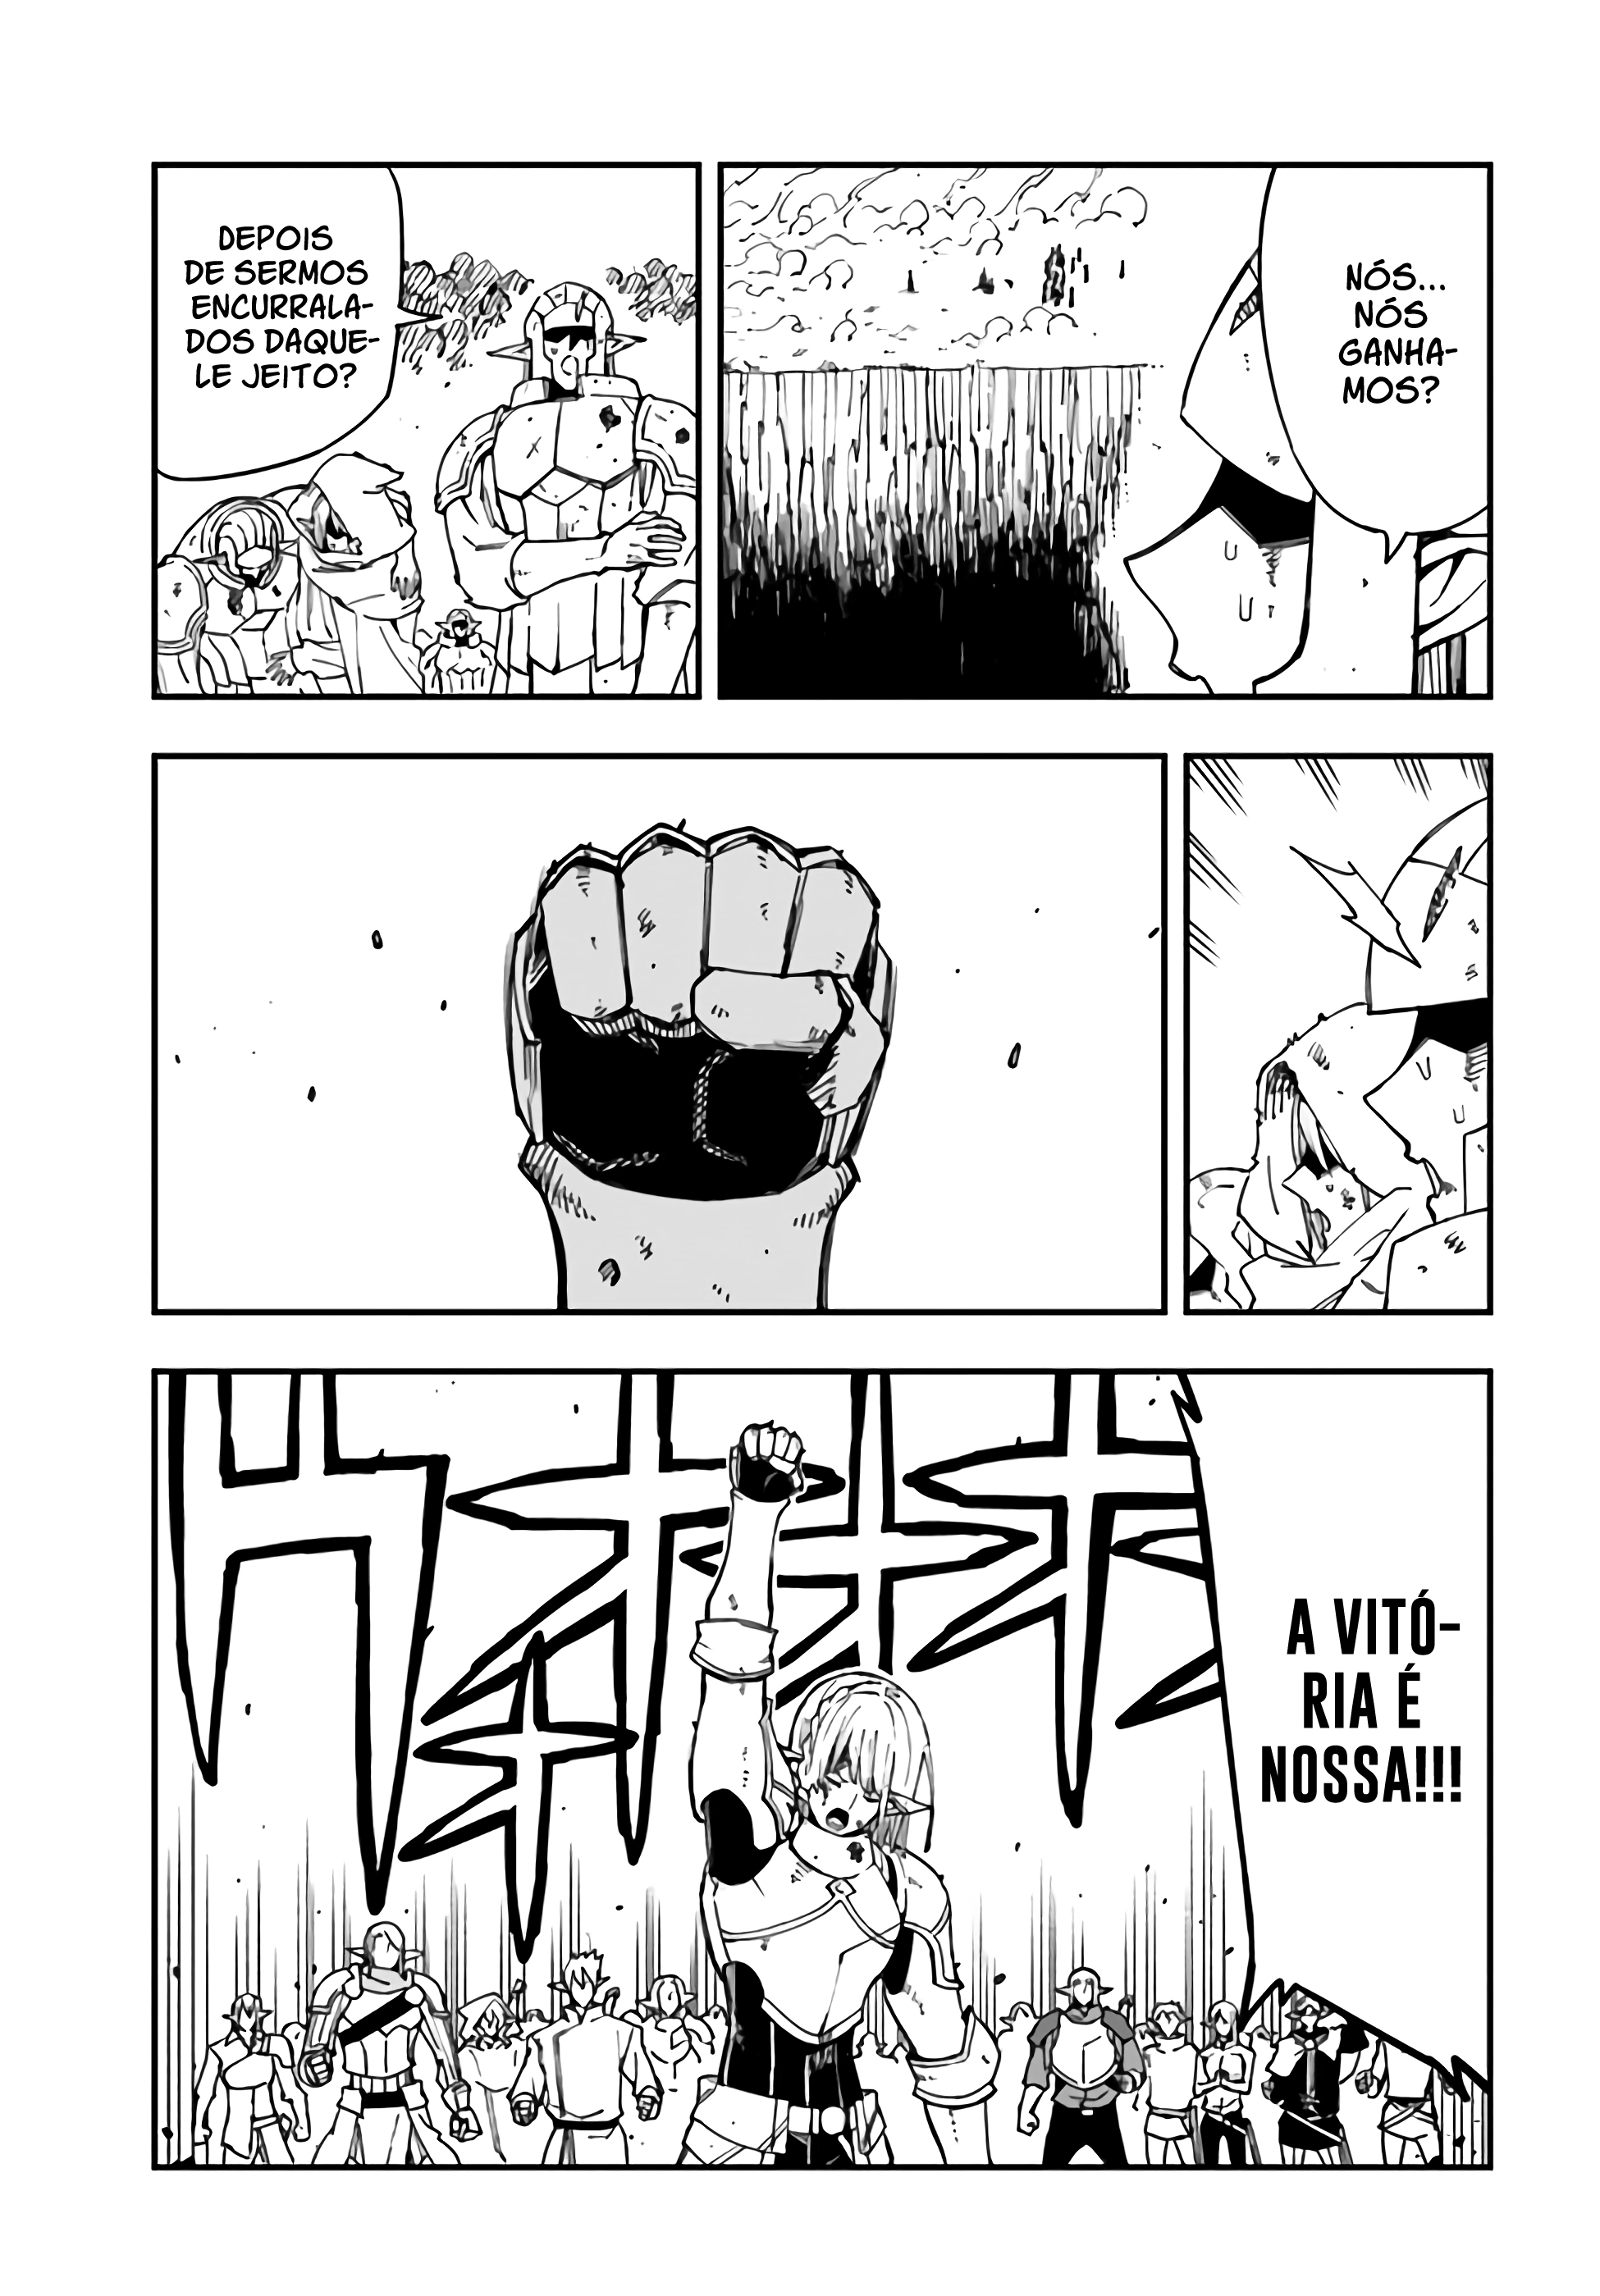 NÓS...
NÓS
GANHA-
MOS?
DEPOIS
DE SERMOS
ENCURRALA-
DOS DAQUE-
LE JEITO?
A VITÓ-
RIA É
NOSSA!!!